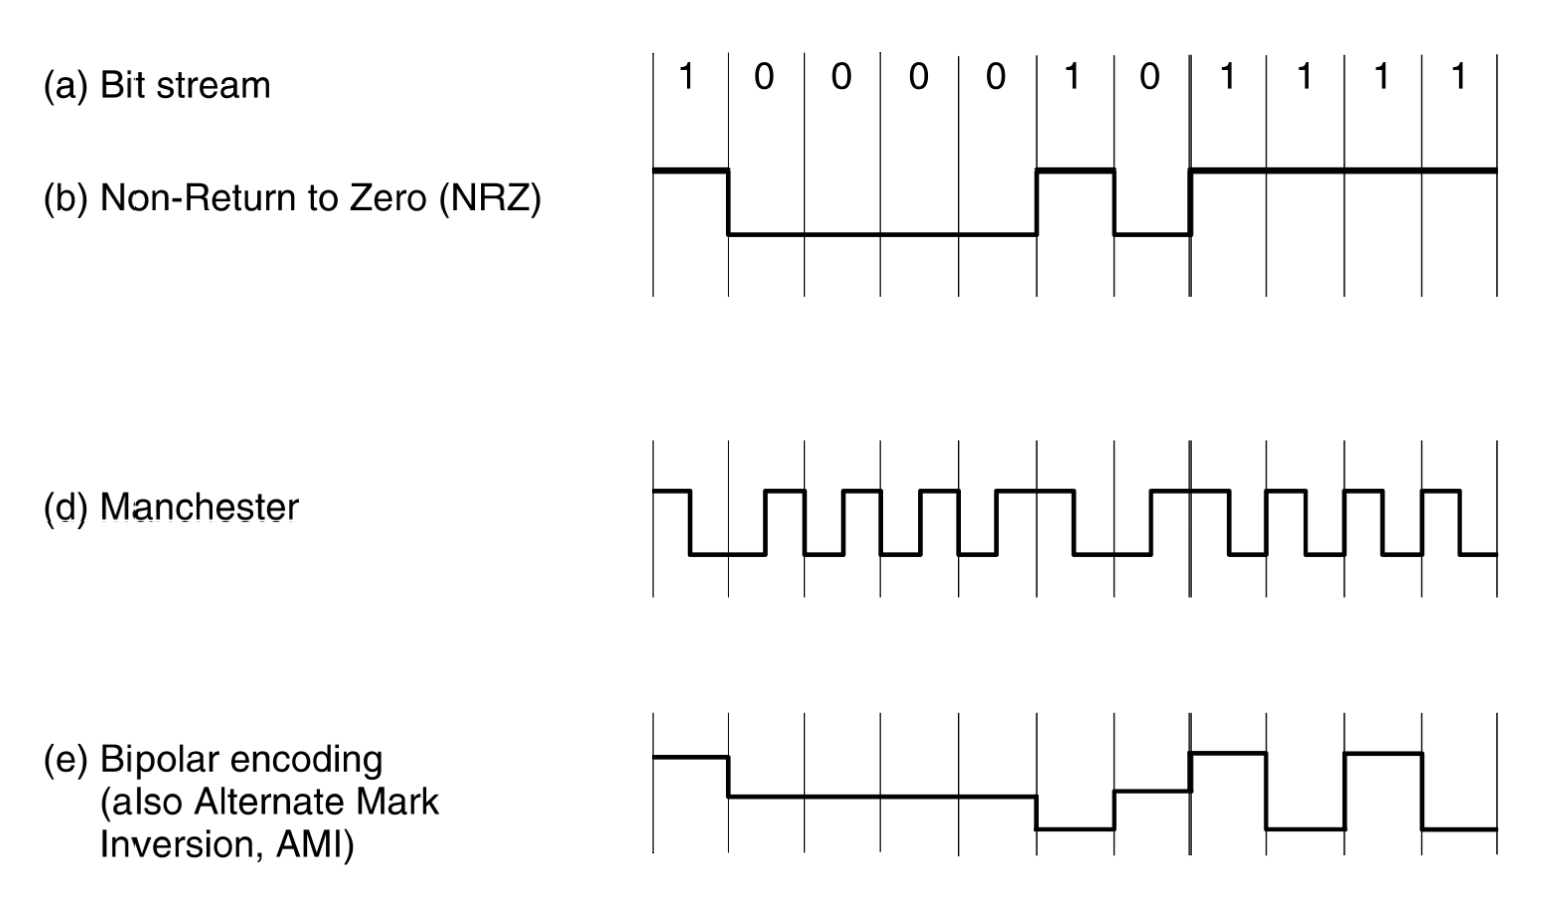 (a) Bit stream 1 0 0 0 0 1 0 1 1 1 1
(b) Non-Return to Zero (NRZ)
(d) Manchester
(e) Bipolar encoding
(also Alternate Mark
Inversion, AMI)